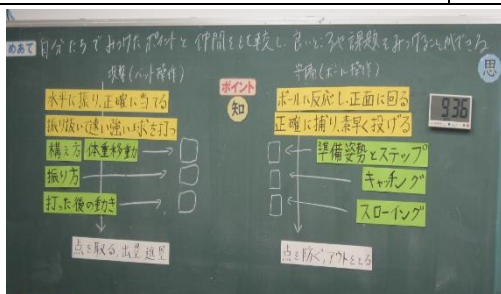 めあて 自分たちで みつけた ポイントと 仲間をもと較し、良いところや課題をみつけることができる
思
攻撃(バット操作)
ポイント
知
守備(ボール操作)
水平に振り、正確に当てる
振り抜いて遠い強い球を打つ
構え方 体重移動
振り方
打った後の動き
点を取る、出塁、進塁
ボールに反応し、正面に回る
正確に捕り、素早く投げる
準備姿勢とステップ
キャッチング
スローイング
点を防ぐ、アウトをとる
9:36